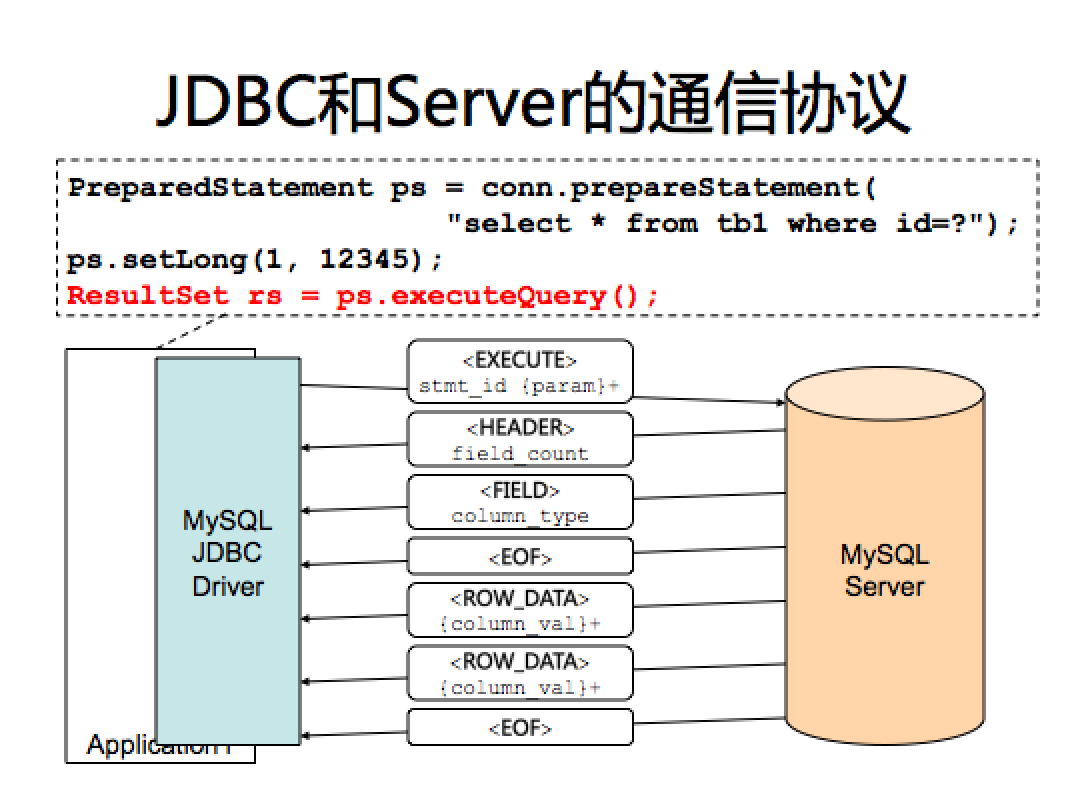 JDBC和Server的通信协议
PreparedStatement ps = conn.prepareStatement(
"select * from tb1 where id=?");
ps.setLong(1, 12345);
ResultSet rs = ps.executeQuery();
<EXECUTE>
stmt_id {param}+
<HEADER>
field_count
<FIELD>
column_type
<EOF>
<ROW_DATA>
{column_val}+
<ROW_DATA>
{column_val}+
<EOF>
MySQL
JDBC
Driver
MySQL
Server